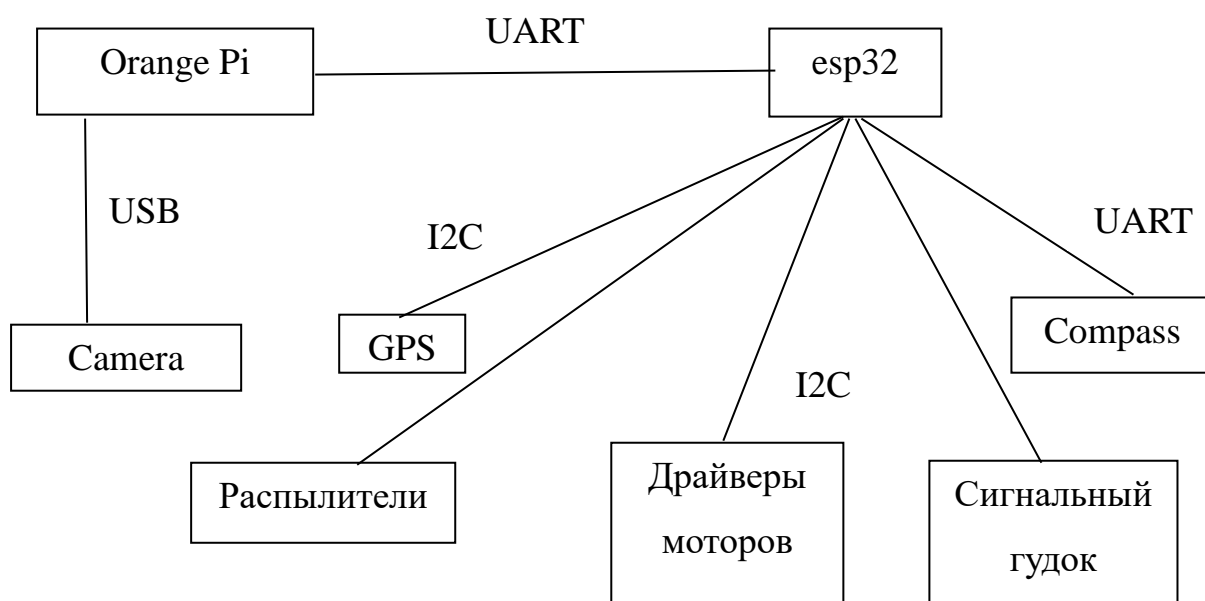 UART
Orange Pi
esp32
USB
I2C
UART
GPS
Compass
Camera
I2C
Распылители
Драйверы
моторов
Сигнальный
гудок